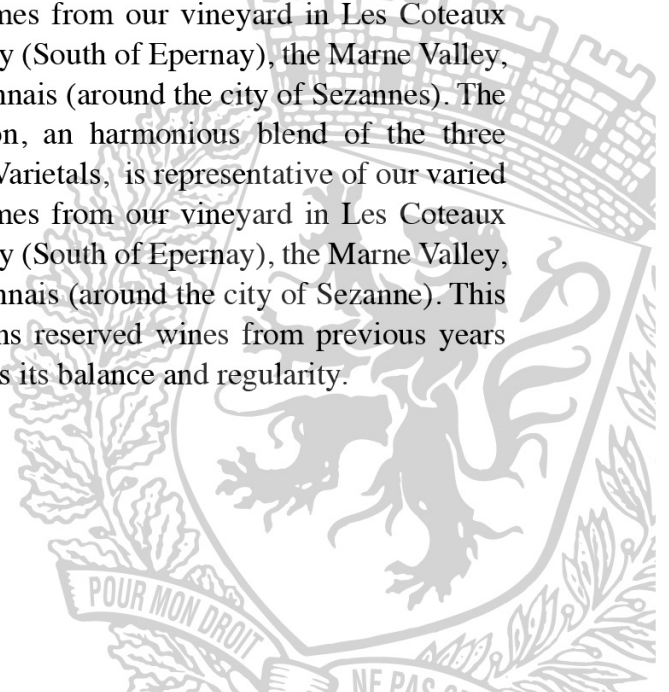 mes from our vineyard in Les Coteaux
y (South of Epernay), the Marne Valley,
nnais (around the city of Sezannes). The
on, an harmonious blend of the three
Varietals, is representative of our varied
mes from our vineyard in Les Coteaux
y (South of Epernay), the Marne Valley,
nnais (around the city of Sezanne). This
ns reserved wines from previous years
s its balance and regularity.
POUR MON DROIT
NE PAS